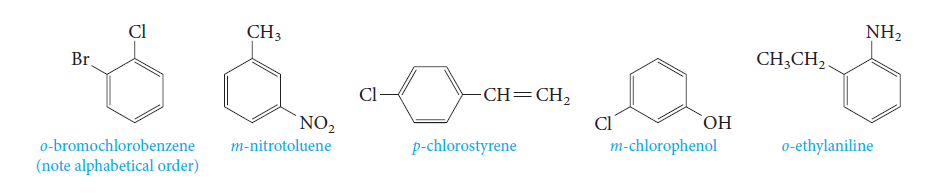 Cl
Br
o-bromochlorobenzene
(note alphabetical order)
CH₃
NO₂
m-nitrotoluene
Cl
CH=CH₂
p-chlorostyrene
Cl
OH
m-chlorophenol
NH₂
CH₃CH₂
o-ethylaniline